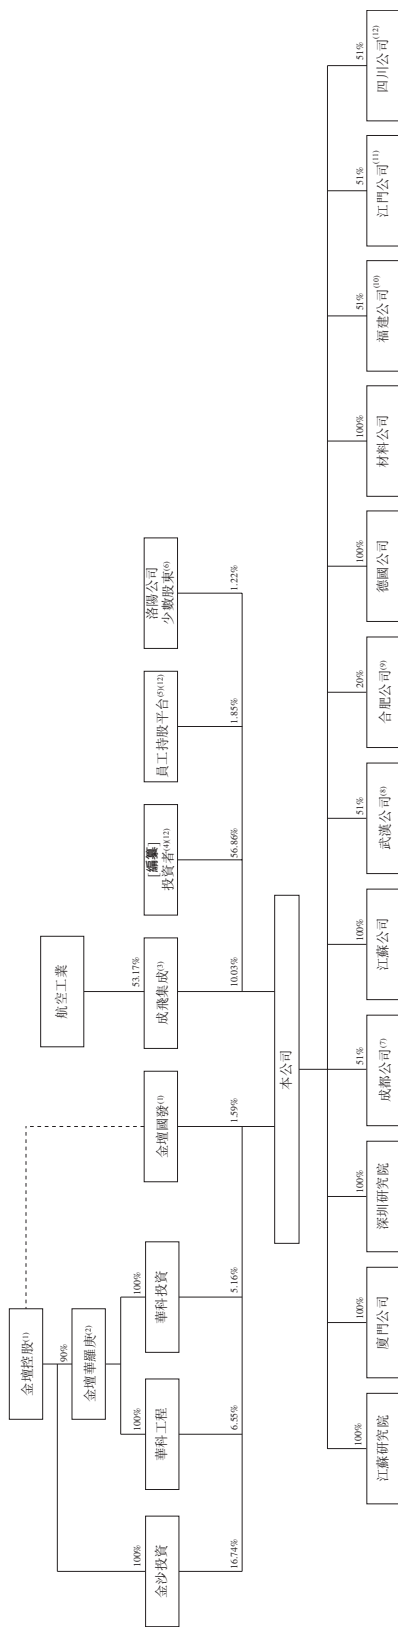 金壇控股(1)
航空工業
90%
53.17%
金壇華羅庚(2)
100%
100%
100%
金沙投資
華科工程
華科投資
金壇國發(1)
成飛集成(3)
[編纂]
投資者(4)(12)
員工持股平台(5)(12)
洛陽公司
少數股東(6)
16.74%
6.55%
5.16%
1.59%
10.03%
56.86%
1.85%
1.22%
本公司
100%
100%
100%
51%
100%
51%
20%
100%
100%
51%
51%
51%
江蘇研究院
廈門公司
深圳研究院
成都公司(7)
江蘇公司
武漢公司(8)
合肥公司(9)
德國公司
材料公司
福建公司(10)
江門公司(11)
四川公司(12)